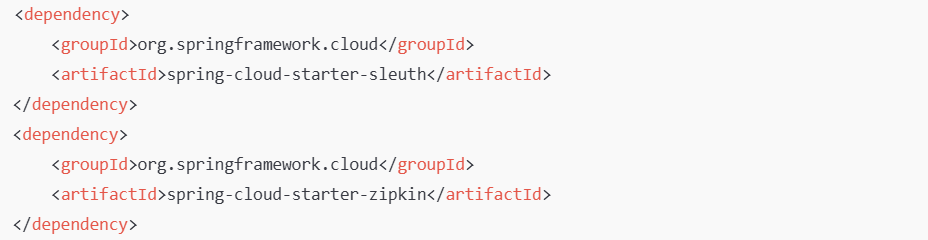 <dependency>
    <groupId>org.springframework.cloud</groupId>
    <artifactId>spring-cloud-starter-sleuth</artifactId>
</dependency>
<dependency>
    <groupId>org.springframework.cloud</groupId>
    <artifactId>spring-cloud-starter-zipkin</artifactId>
</dependency>